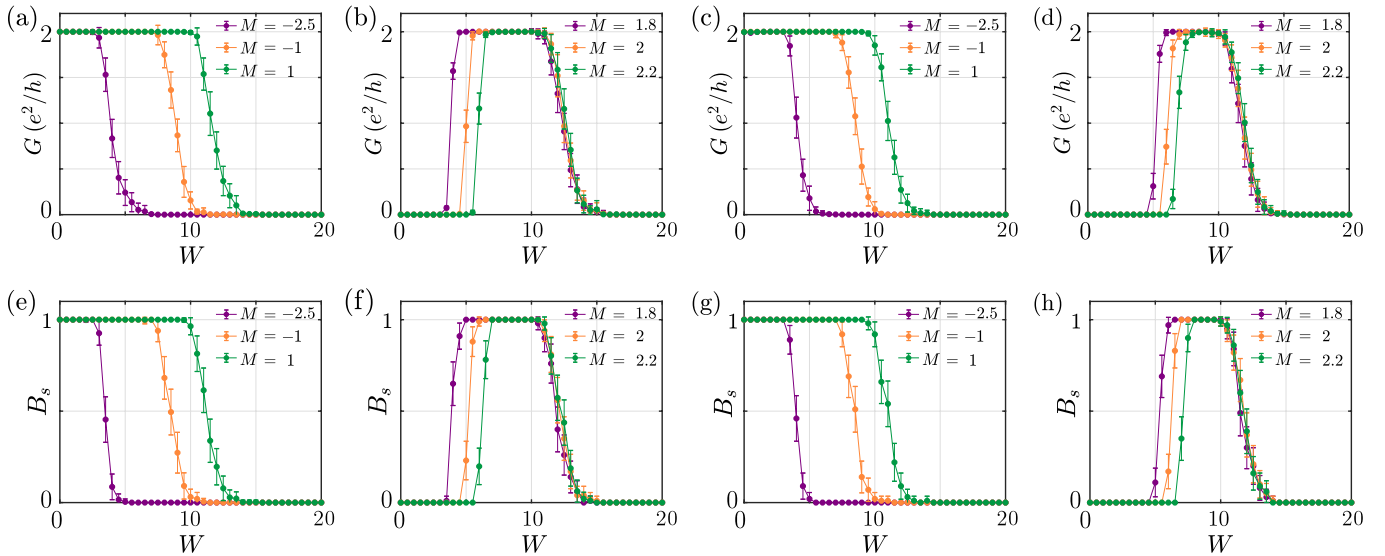 (a)
G (e²/h)
2
0
M = −2.5
M = −1
M = 1
0 10 20
W
(b)
G (e²/h)
2
0
M = 1.8
M = 2
M = 2.2
0 10 20
W
(c)
G (e²/h)
2
0
M = −2.5
M = −1
M = 1
0 10 20
W
(d)
G (e²/h)
2
0
M = 1.8
M = 2
M = 2.2
0 10 20
W
(e)
B_s
1
0
M = −2.5
M = −1
M = 1
0 10 20
W
(f)
B_s
1
0
M = 1.8
M = 2
M = 2.2
0 10 20
W
(g)
B_s
1
0
M = −2.5
M = −1
M = 1
0 10 20
W
(h)
B_s
1
0
M = 1.8
M = 2
M = 2.2
0 10 20
W